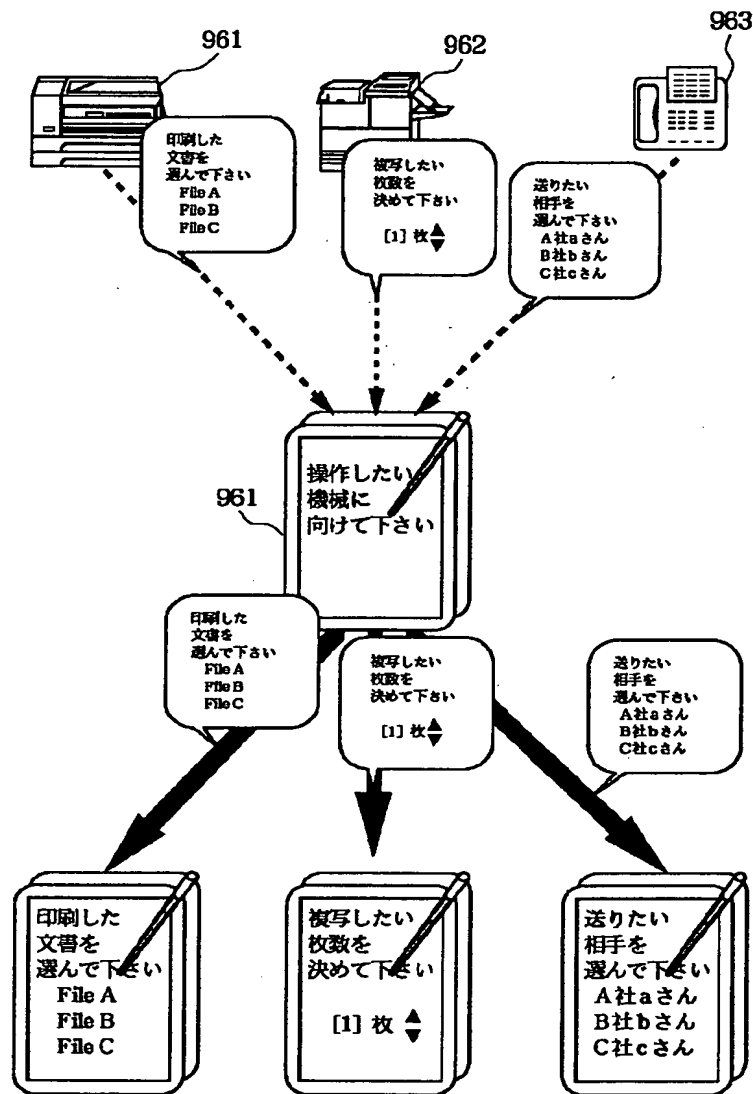 961
962
963
印刷した
文書を
選んで下さい
File A
File B
File C
複写したい
枚数を
決めて下さい
[1] 枚
送りたい
相手を
選んで下さい
A社aさん
B社bさん
C社cさん
961
操作したい
機械に
向けて下さい
印刷した
文書を
選んで下さい
File A
File B
File C
複写したい
枚数を
決めて下さい
[1] 枚
送りたい
相手を
選んで下さい
A社aさん
B社bさん
C社cさん
印刷した
文書を
選んで下さい
File A
File B
File C
複写したい
枚数を
決めて下さい
[1] 枚
送りたい
相手を
選んで下さい
A社aさん
B社bさん
C社cさん